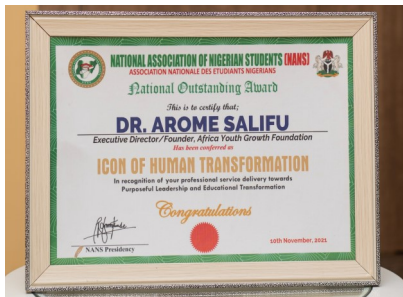 NATIONAL ASSOCIATION OF NIGERIAN STUDENTS (NANS)
ASSOCIATION NATIONALE DES ETUDIANTS NIGERIANS
National Outstanding Award
This is to certify that;
DR. AROME SALIFU
Executive Director/Founder, Africa Youth Growth Foundation
Has been conferred as
ICON OF HUMAN TRANSFORMATION
In recognition of your professional service delivery towards
Purposeful Leadership and Educational Transformation
Congratulations
NANS Presidency
10th November, 2021